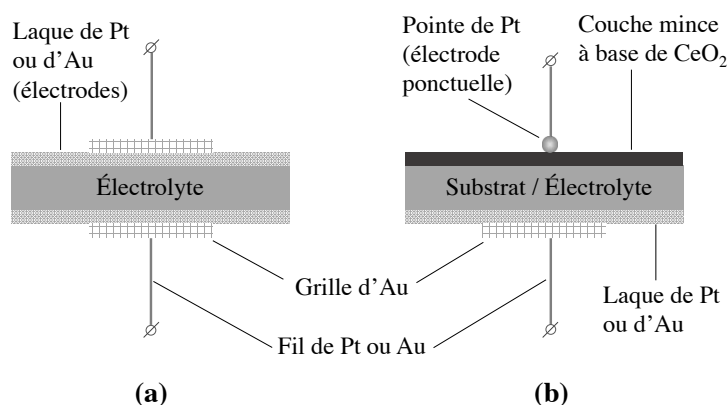 Laque de Pt
ou d’Au
(électrodes)
Électrolyte
Pointe de Pt
(électrode
ponctuelle)
Couche mince
à base de CeO2
Substrat / Électrolyte
Grille d’Au
Fil de Pt ou Au
Laque de Pt
ou d’Au
(a)
(b)